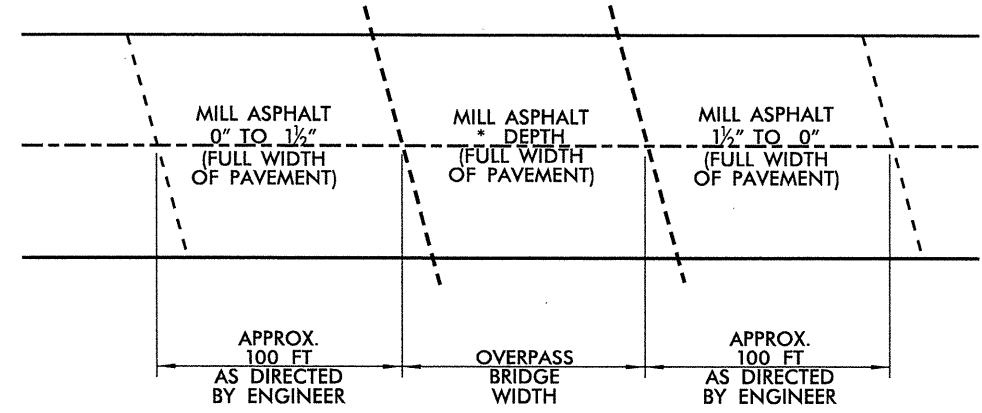 MILL ASPHALT
0" TO 1½"
(FULL WIDTH
OF PAVEMENT)
MILL ASPHALT
* DEPTH
(FULL WIDTH
OF PAVEMENT)
MILL ASPHALT
1½" TO 0"
(FULL WIDTH
OF PAVEMENT)
APPROX.
100 FT
AS DIRECTED
BY ENGINEER
OVERPASS
BRIDGE
WIDTH
APPROX.
100 FT
AS DIRECTED
BY ENGINEER